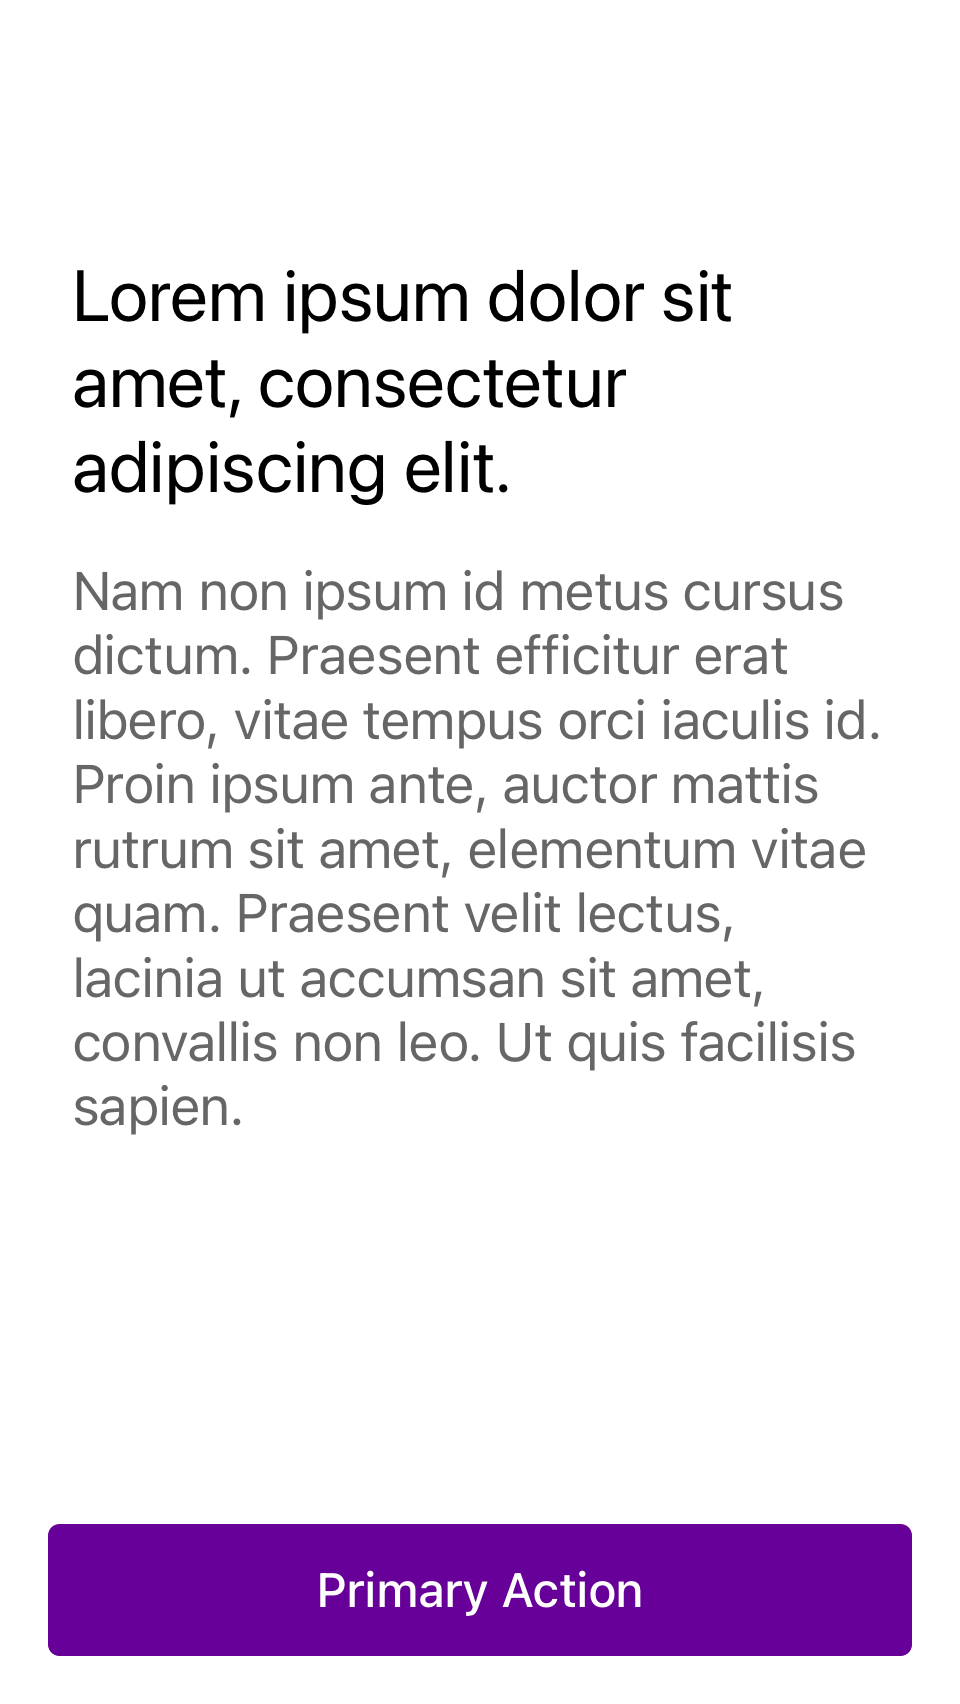 Lorem ipsum dolor sit
amet, consectetur
adipiscing elit.
Nam non ipsum id metus cursus
dictum. Praesent efficitur erat
libero, vitae tempus orci iaculis id.
Proin ipsum ante, auctor mattis
rutrum sit amet, elementum vitae
quam. Praesent velit lectus,
lacinia ut accumsan sit amet,
convallis non leo. Ut quis facilisis
sapien.
Primary Action